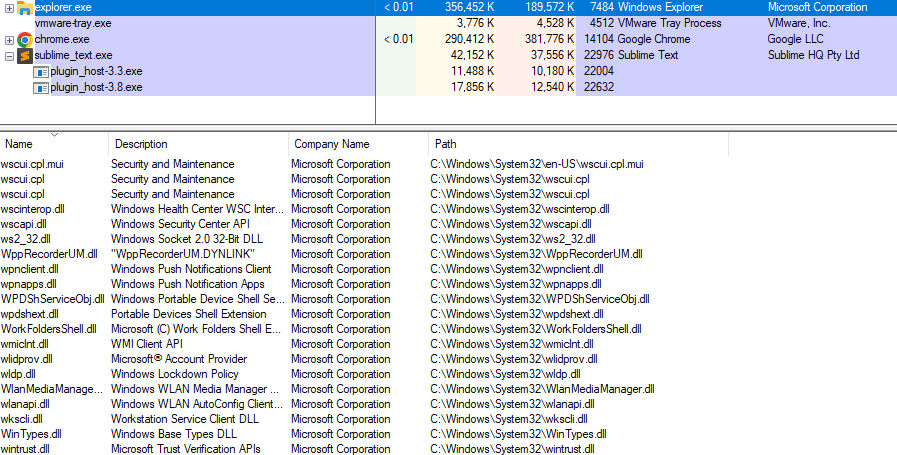 explorer.exe < 0.01 356,452 K 189,572 K 7484 Windows Explorer Microsoft Corporation
vmware-tray.exe 3,776 K 4,528 K 4512 VMware Tray Process VMware, Inc.
chrome.exe < 0.01 290,412 K 381,776 K 14104 Google Chrome Google LLC
sublime_text.exe 42,152 K 37,556 K 22976 Sublime Text Sublime HQ Pty Ltd
plugin_host-3.3.exe 11,488 K 10,180 K 22004
plugin_host-3.8.exe 17,856 K 12,540 K 22632
Name Description Company Name Path
wscui.cpl.mui Security and Maintenance Microsoft Corporation C:\Windows\System32\en-US\wscui.cpl.mui
wscui.cpl Security and Maintenance Microsoft Corporation C:\Windows\System32\wscui.cpl
wscui.cpl Security and Maintenance Microsoft Corporation C:\Windows\System32\wscui.cpl
wscinterop.dll Windows Health Center WSC Inter... Microsoft Corporation C:\Windows\System32\wscinterop.dll
wscapi.dll Windows Security Center API Microsoft Corporation C:\Windows\System32\wscapi.dll
ws2_32.dll Windows Socket 2.0 32-Bit DLL Microsoft Corporation C:\Windows\System32\ws2_32.dll
WppRecorderUM.dll "WppRecorderUM.DYNLINK" Microsoft Corporation C:\Windows\System32\WppRecorderUM.dll
wpnclient.dll Windows Push Notifications Client Microsoft Corporation C:\Windows\System32\wpnclient.dll
wpnapps.dll Windows Push Notification Apps Microsoft Corporation C:\Windows\System32\wpnapps.dll
WPDShServiceObj.dll Windows Portable Device Shell Se... Microsoft Corporation C:\Windows\System32\WPDShServiceObj.dll
wpdshext.dll Portable Devices Shell Extension Microsoft Corporation C:\Windows\System32\wpdshext.dll
WorkFoldersShell.dll Microsoft (C) Work Folders Shell E... Microsoft Corporation C:\Windows\System32\WorkFoldersShell.dll
wmiclnt.dll WMI Client API Microsoft Corporation C:\Windows\System32\wmiclnt.dll
wlidprov.dll Microsoft® Account Provider Microsoft Corporation C:\Windows\System32\wlidprov.dll
wldp.dll Windows Lockdown Policy Microsoft Corporation C:\Windows\System32\wldp.dll
WlanMediaManage... Windows WLAN Media Manager ... Microsoft Corporation C:\Windows\System32\WlanMediaManager.dll
wlanapi.dll Windows WLAN AutoConfig Client... Microsoft Corporation C:\Windows\System32\wlanapi.dll
wkscli.dll Workstation Service Client DLL Microsoft Corporation C:\Windows\System32\wkscli.dll
WinTypes.dll Windows Base Types DLL Microsoft Corporation C:\Windows\System32\WinTypes.dll
wintrust.dll Microsoft Trust Verification APIs Microsoft Corporation C:\Windows\System32\wintrust.dll